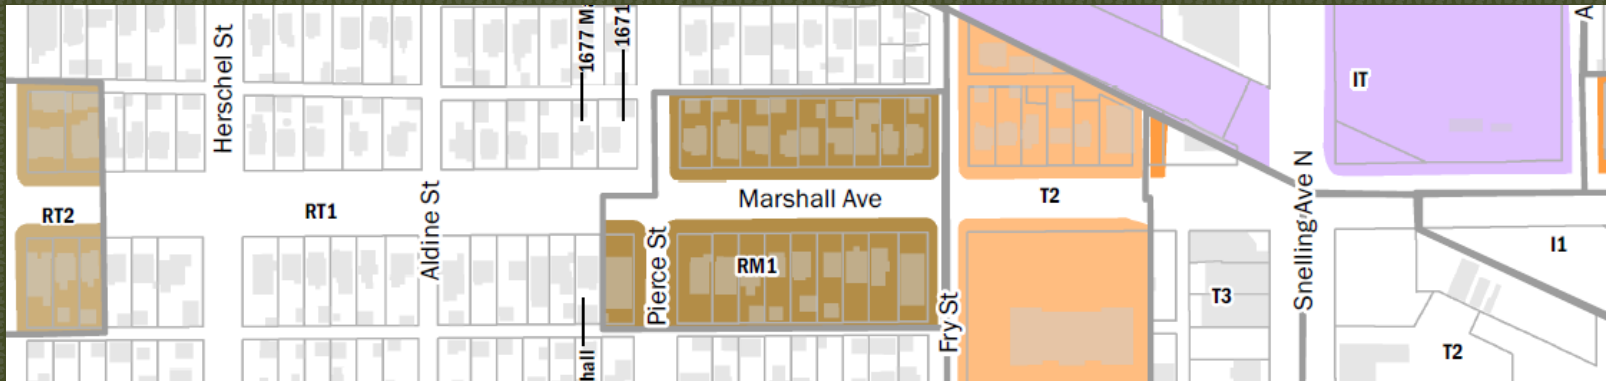 Herschel St
1677 Ma
1671
A
IT
Marshall Ave
T2
RT2
RT1
Aldine St
Pierce St
RM1
Fry St
T3
Snelling Ave N
I1
T2
hall